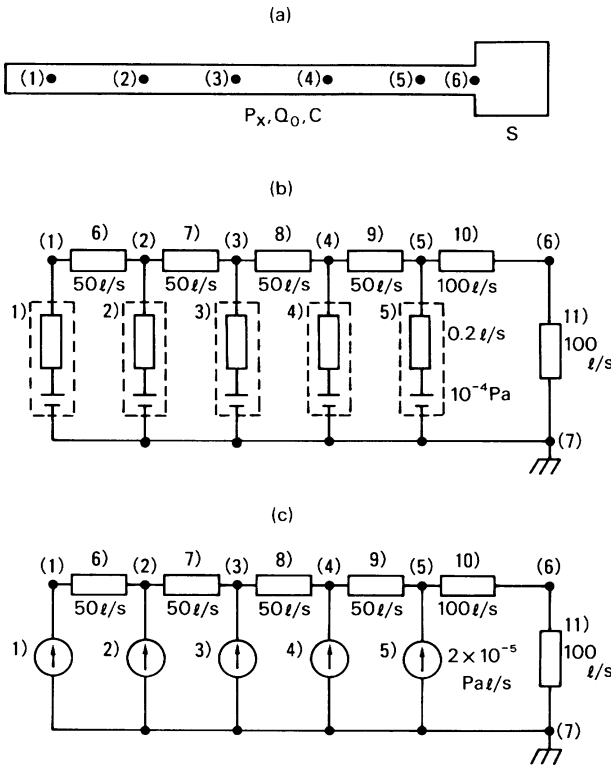 (a)
(1) (2) (3) (4) (5) (6)
Pₓ, Q₀, C
S
(b)
(1) 6) (2) 7) (3) 8) (4) 9) (5) 10) (6)
50ℓ/s 50ℓ/s 50ℓ/s 50ℓ/s 100ℓ/s
1) 2) 3) 4) 5) 0.2ℓ/s 11)
100
ℓ/s
10⁻⁴Pa
(7)
(c)
(1) 6) (2) 7) (3) 8) (4) 9) (5) 10) (6)
50ℓ/s 50ℓ/s 50ℓ/s 50ℓ/s 100ℓ/s
11)
100
ℓ/s
1) 2) 3) 4) 5) 2×10⁻⁵
Paℓ/s
(7)